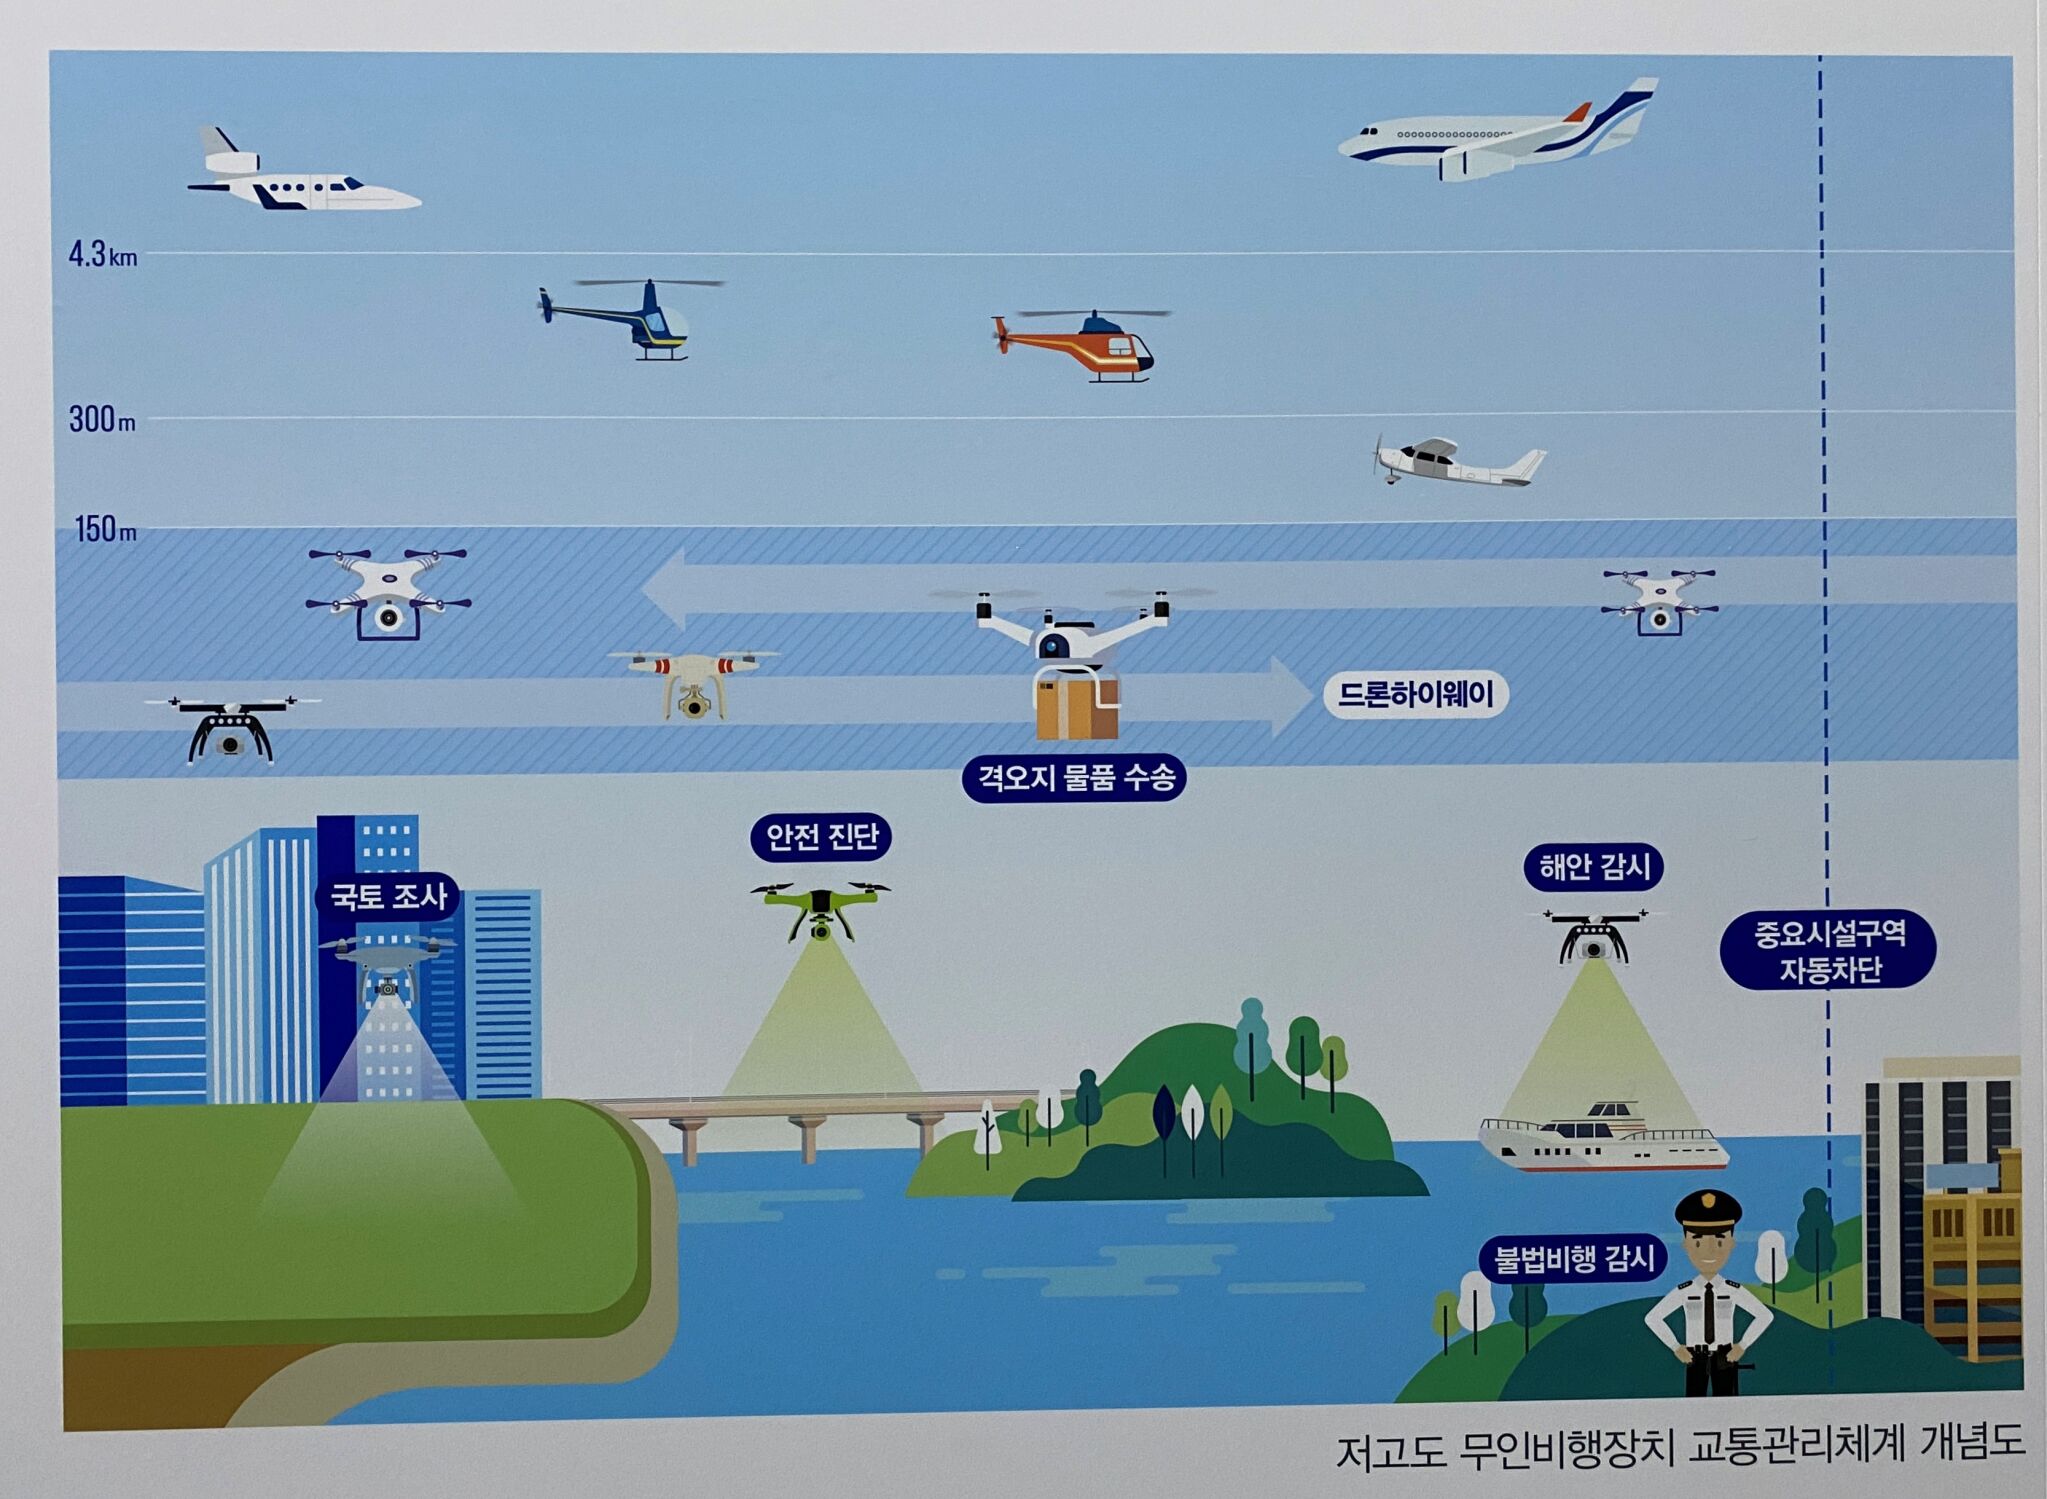 4.3km
300m
150m
드론하이웨이
격오지 물품 수송
안전 진단
해안 감시
국토 조사
중요시설구역
자동차단
불법비행 감시
저고도 무인비행장치 교통관리체계 개념도